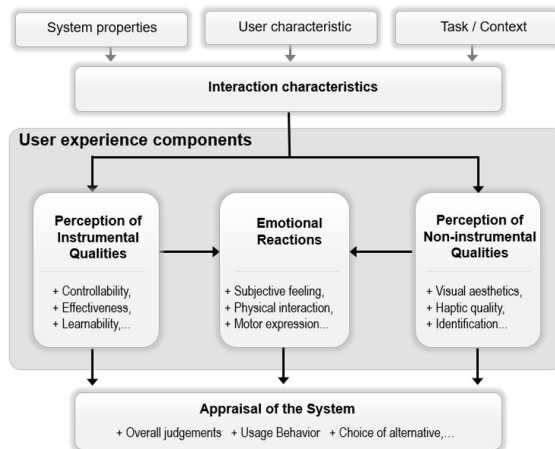 System properties
User characteristic
Task / Context
Interaction characteristics
User experience components
Perception of
Instrumental
Qualities
+ Controllability,
+ Effectiveness,
+ Learnability,...
Emotional
Reactions
+ Subjective feeling,
+ Physical interaction,
+ Motor expression...
Perception of
Non-instrumental
Qualities
+ Visual aesthetics,
+ Haptic quality,
+ Identification...
Appraisal of the System
+ Overall judgements + Usage Behavior + Choice of alternative,...